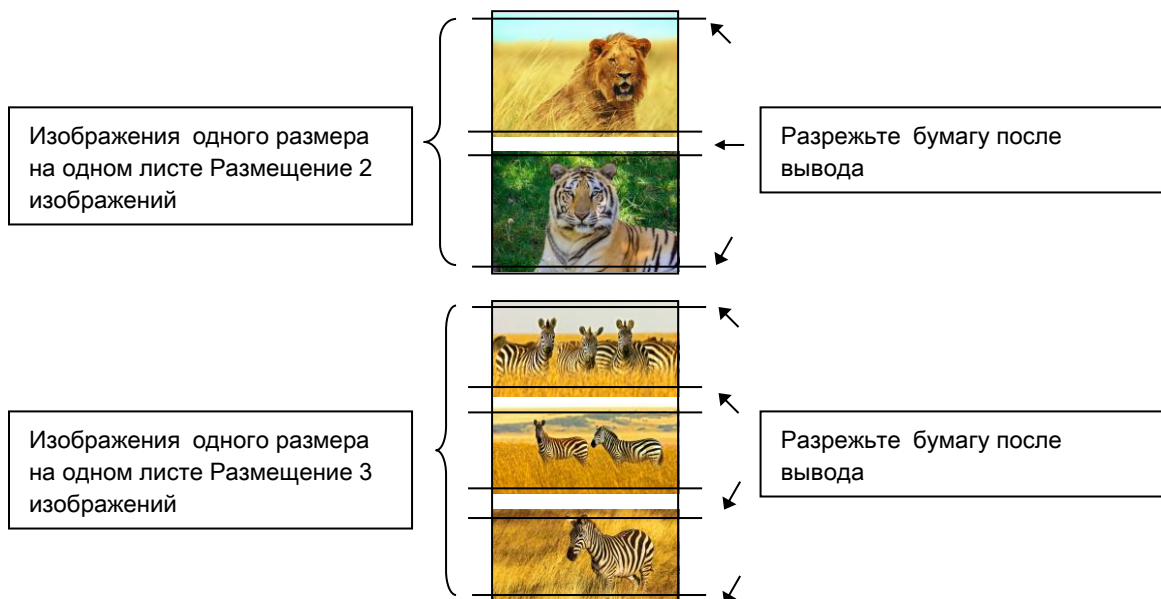 Изображения одного размера
на одном листе Размещение 2
изображений
Разрежьте бумагу после
вывода
Изображения одного размера
на одном листе Размещение 3
изображений
Разрежьте бумагу после
вывода